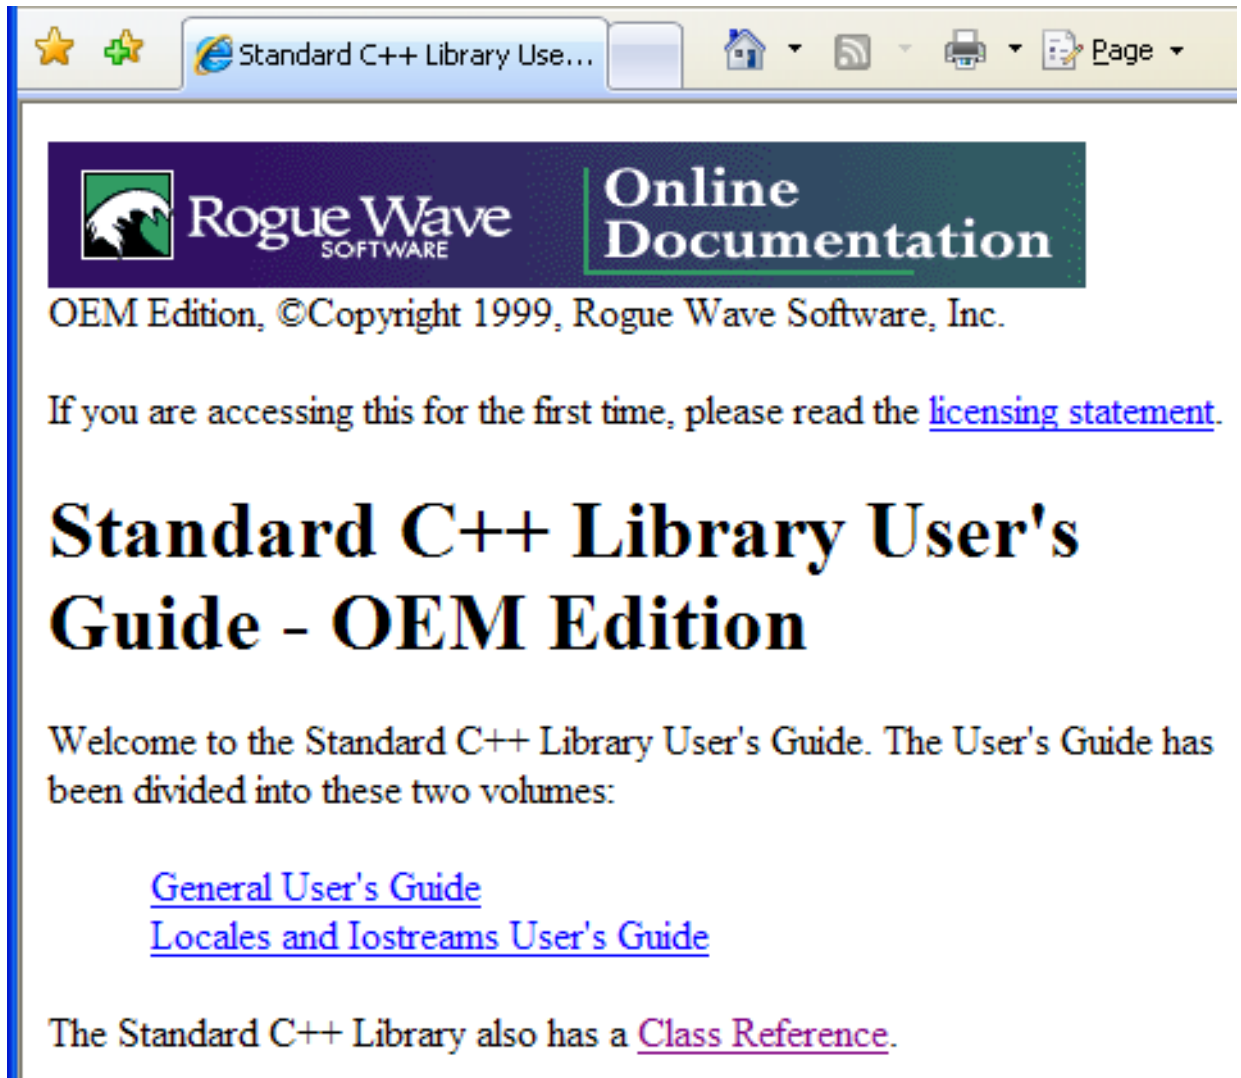 Standard C++ Library Use...
Page
Rogue Wave
SOFTWARE
Online
Documentation
OEM Edition, ©Copyright 1999, Rogue Wave Software, Inc.
If you are accessing this for the first time, please read the licensing statement.
Standard C++ Library User's
Guide - OEM Edition
Welcome to the Standard C++ Library User's Guide. The User's Guide has
been divided into these two volumes:
General User's Guide
Locales and Iostreams User's Guide
The Standard C++ Library also has a Class Reference.